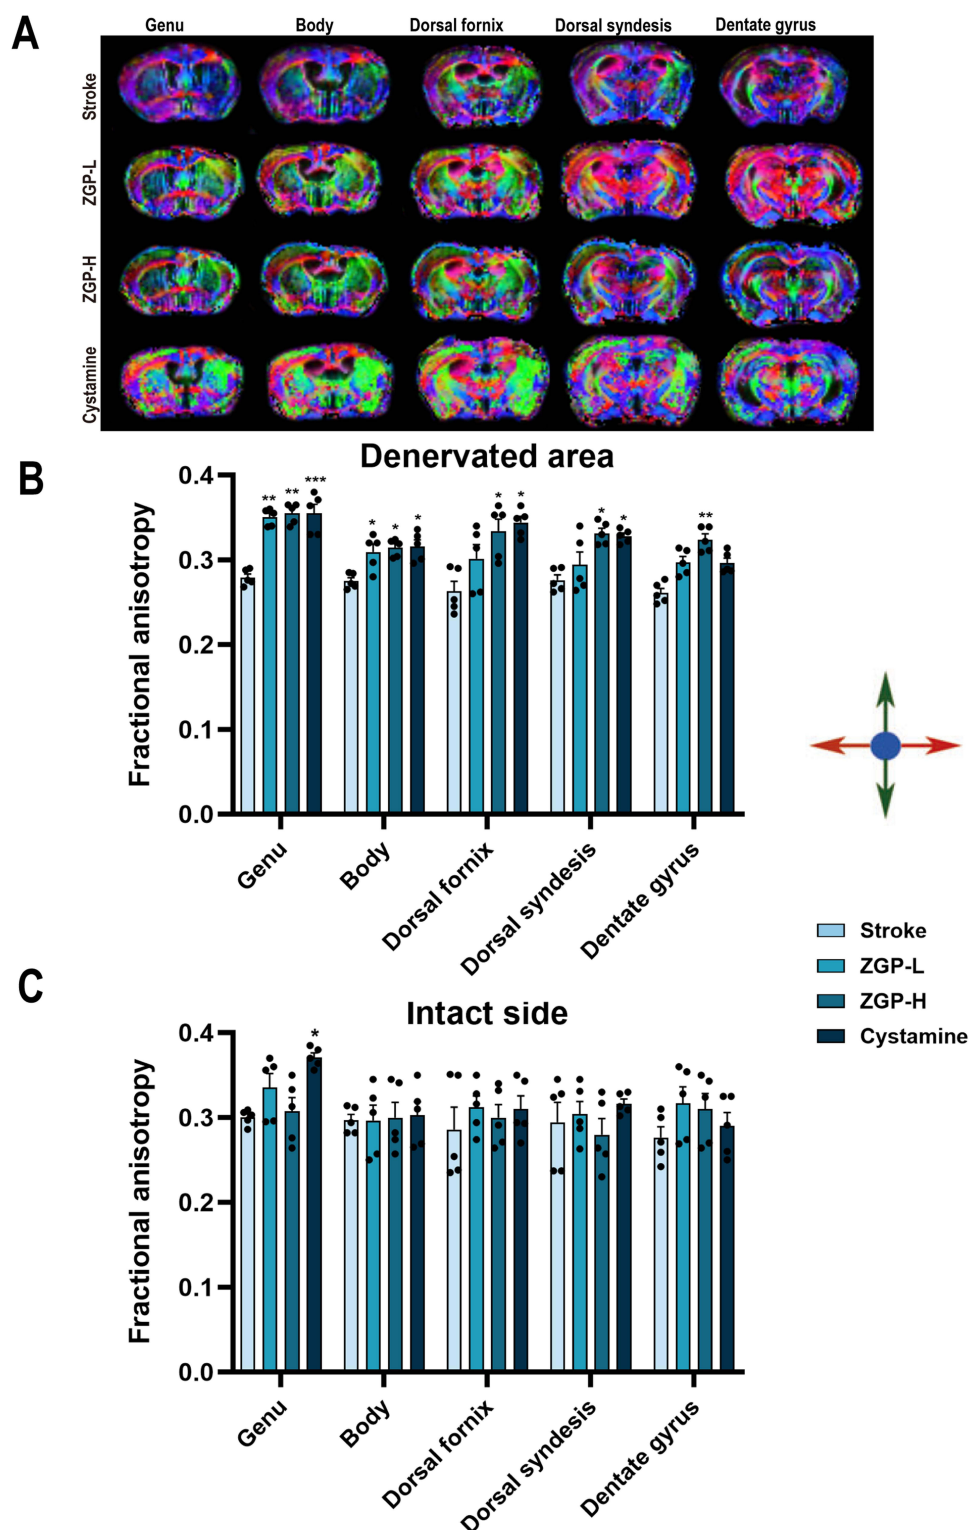 A
Genu Body Dorsal fornix Dorsal syndesis Dentate gyrus
Stroke
ZGP-L
ZGP-H
Cystamine
B
Denervated area
Fractional anisotropy
0.4
0.3
0.2
0.1
0.0
** ** ***
* * *
* *
* *
**
Genu
Body
Dorsal fornix
Dorsal syndesis
Dentate gyrus
Stroke
ZGP-L
ZGP-H
Cystamine
C
Intact side
Fractional anisotropy
0.4
0.3
0.2
0.1
0.0
*
Genu
Body
Dorsal fornix
Dorsal syndesis
Dentate gyrus